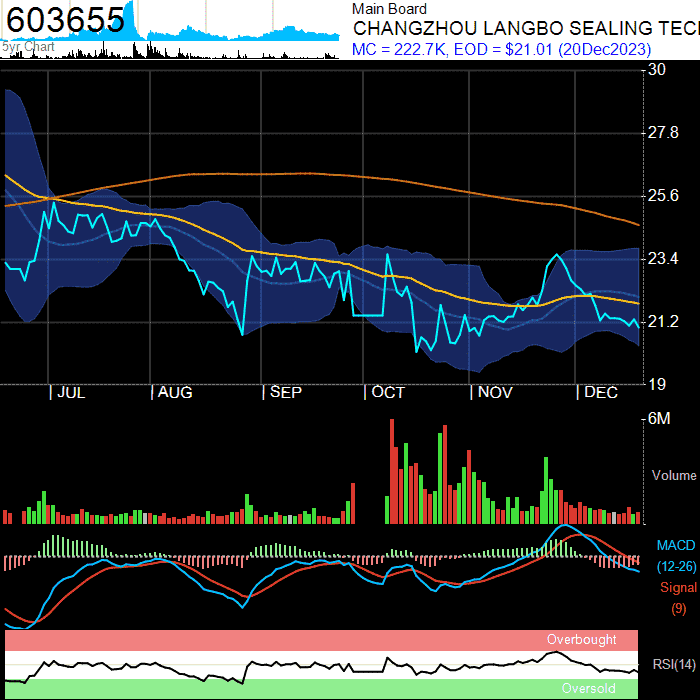 603655
5yr Chart
Main Board
CHANGZHOU LANGBO SEALING TEC
MC = 222.7K, EOD = $21.01 (20Dec2023)
30
27.8
25.6
23.4
21.2
19
JUL AUG SEP OCT NOV DEC
6M
Volume
MACD
(12-26)
Signal
(9)
Overbought
RSI(14)
Oversold